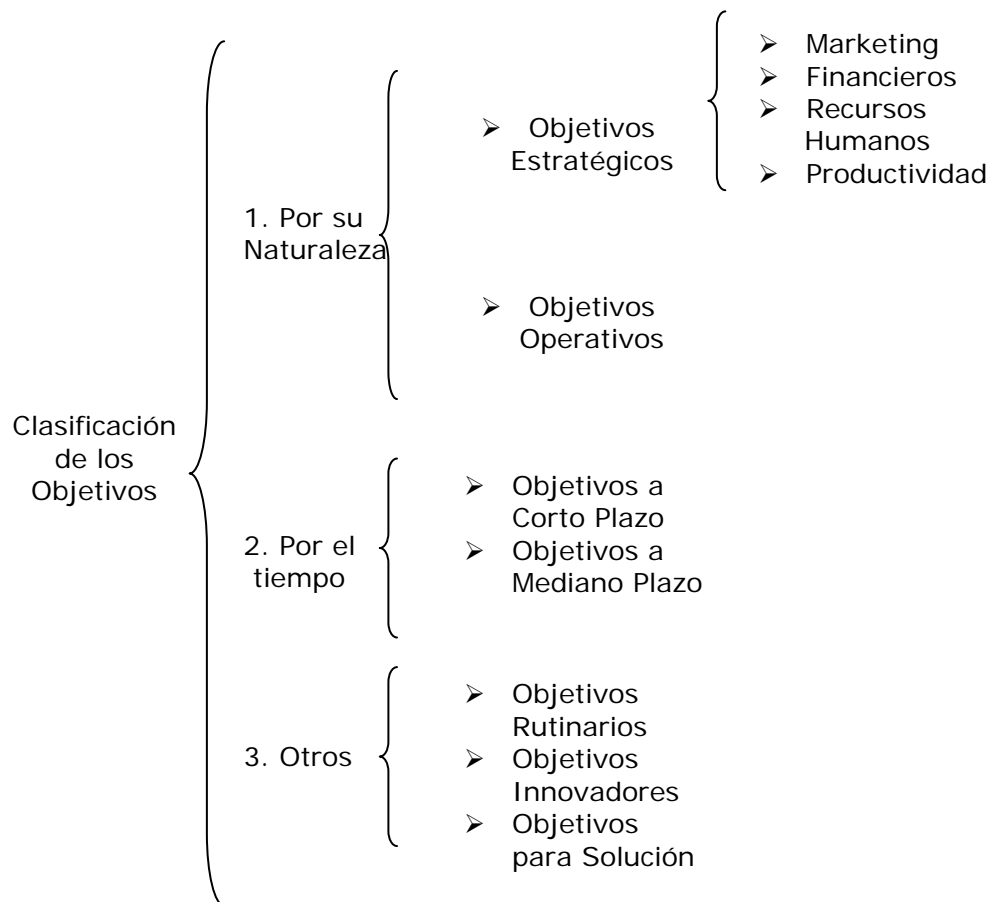 Clasificación
de los
Objetivos
1. Por su
Naturaleza
➢ Objetivos
Estratégicos
➢ Marketing
➢ Financieros
➢ Recursos
Humanos
➢ Productividad
➢ Objetivos
Operativos
2. Por el
tiempo
➢ Objetivos a
Corto Plazo
➢ Objetivos a
Mediano Plazo
3. Otros
➢ Objetivos
Rutinarios
➢ Objetivos
Innovadores
➢ Objetivos
para Solución